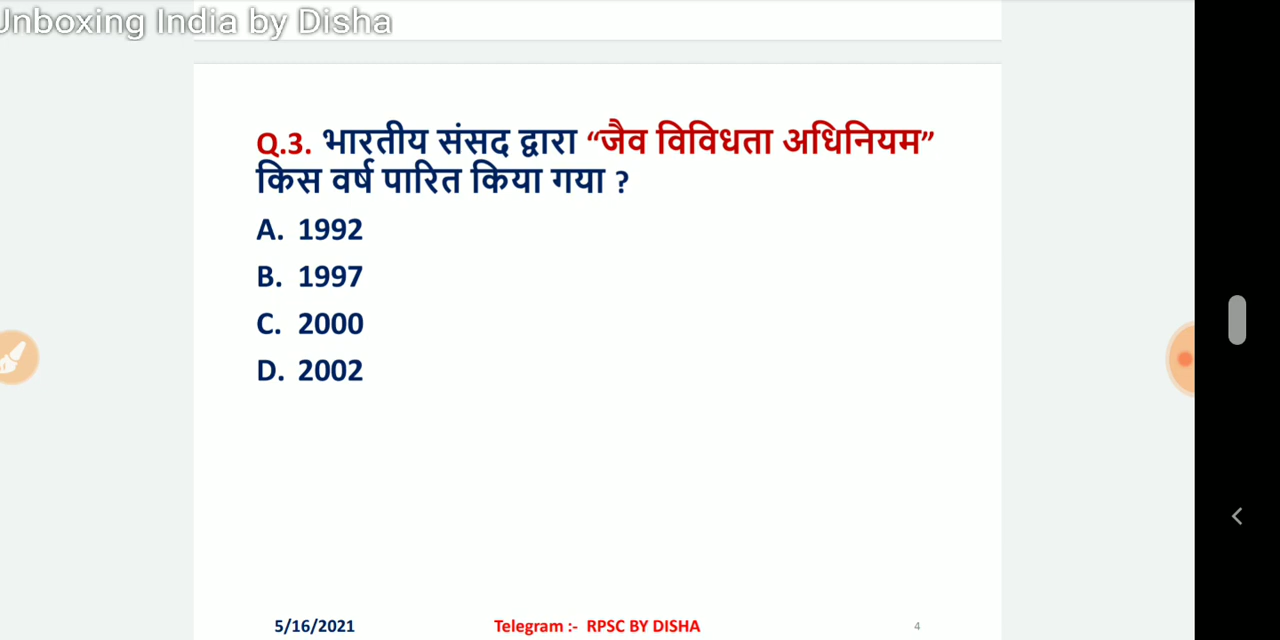 Unboxing India by Disha
Q.3. भारतीय संसद द्वारा “जैव विविधता अधिनियम”
किस वर्ष पारित किया गया ?
A. 1992
B. 1997
C. 2000
D. 2002
5/16/2021 Telegram :- RPSC BY DISHA 4